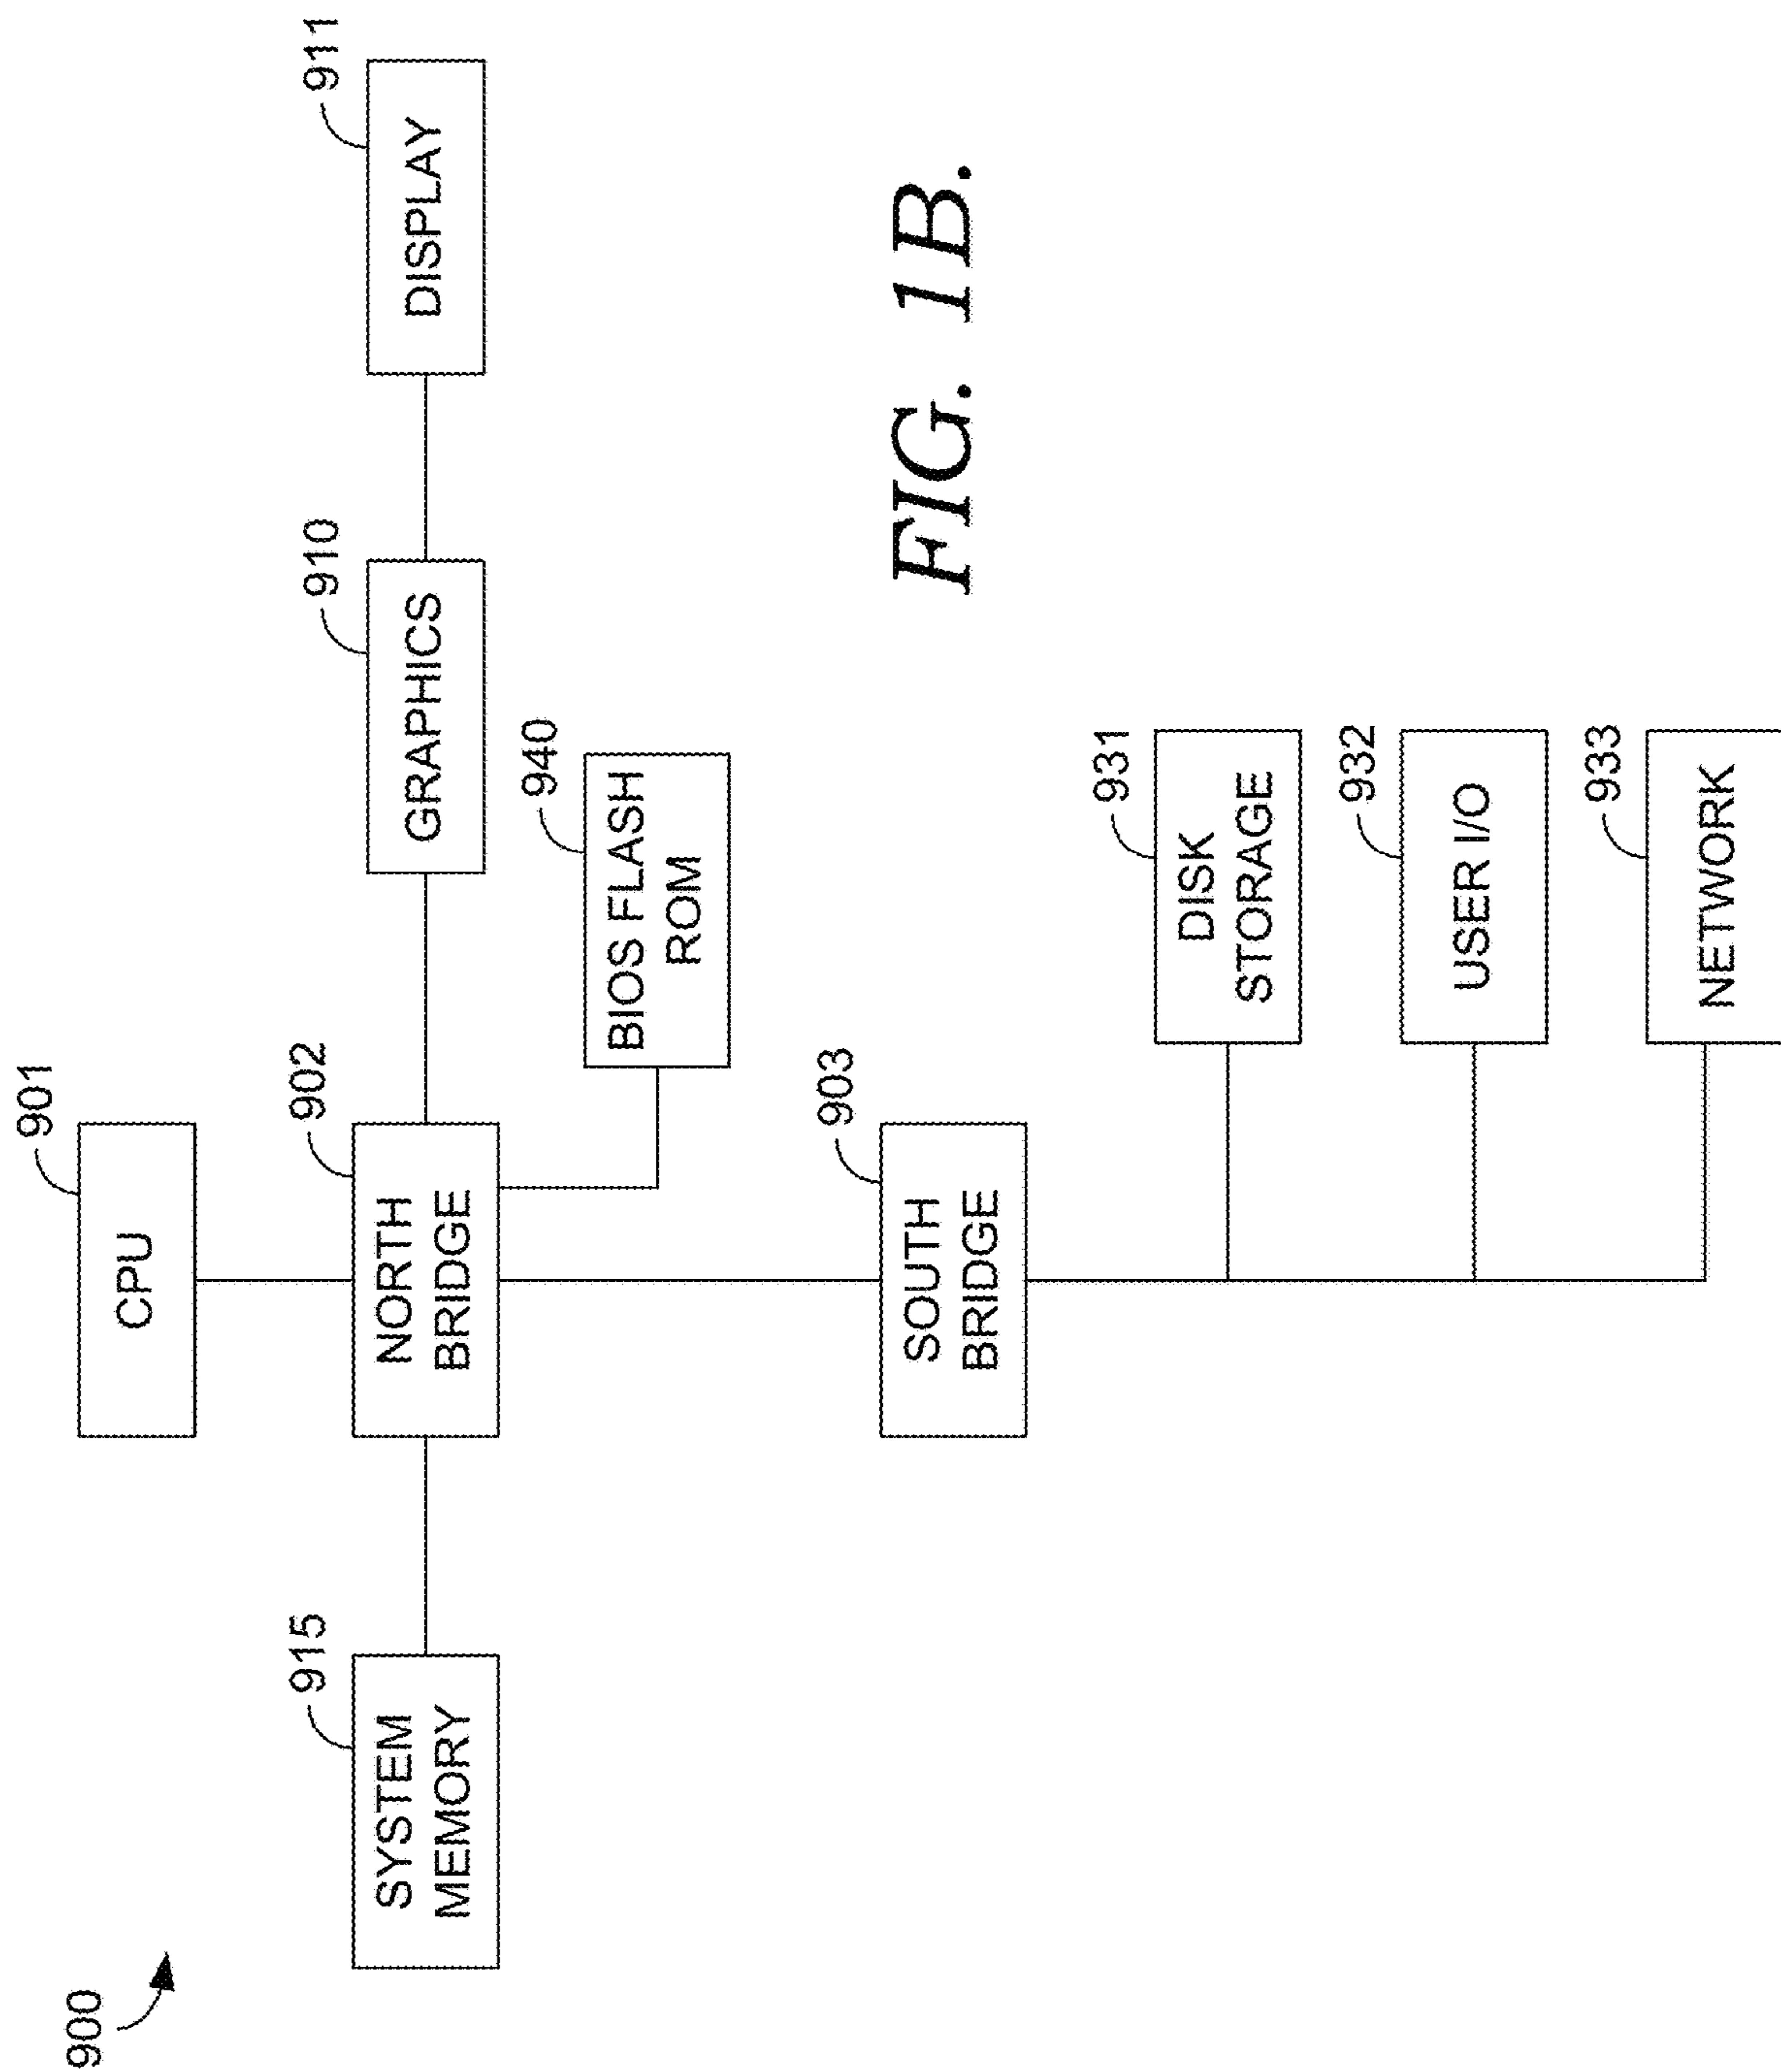 900
901
CPU
915
SYSTEM
MEMORY
902
NORTH
BRIDGE
910
GRAPHICS
911
DISPLAY
940
BIOS FLASH
ROM
903
SOUTH
BRIDGE
931
DISK
STORAGE
932
USER I/O
933
NETWORK
FIG. 1B.